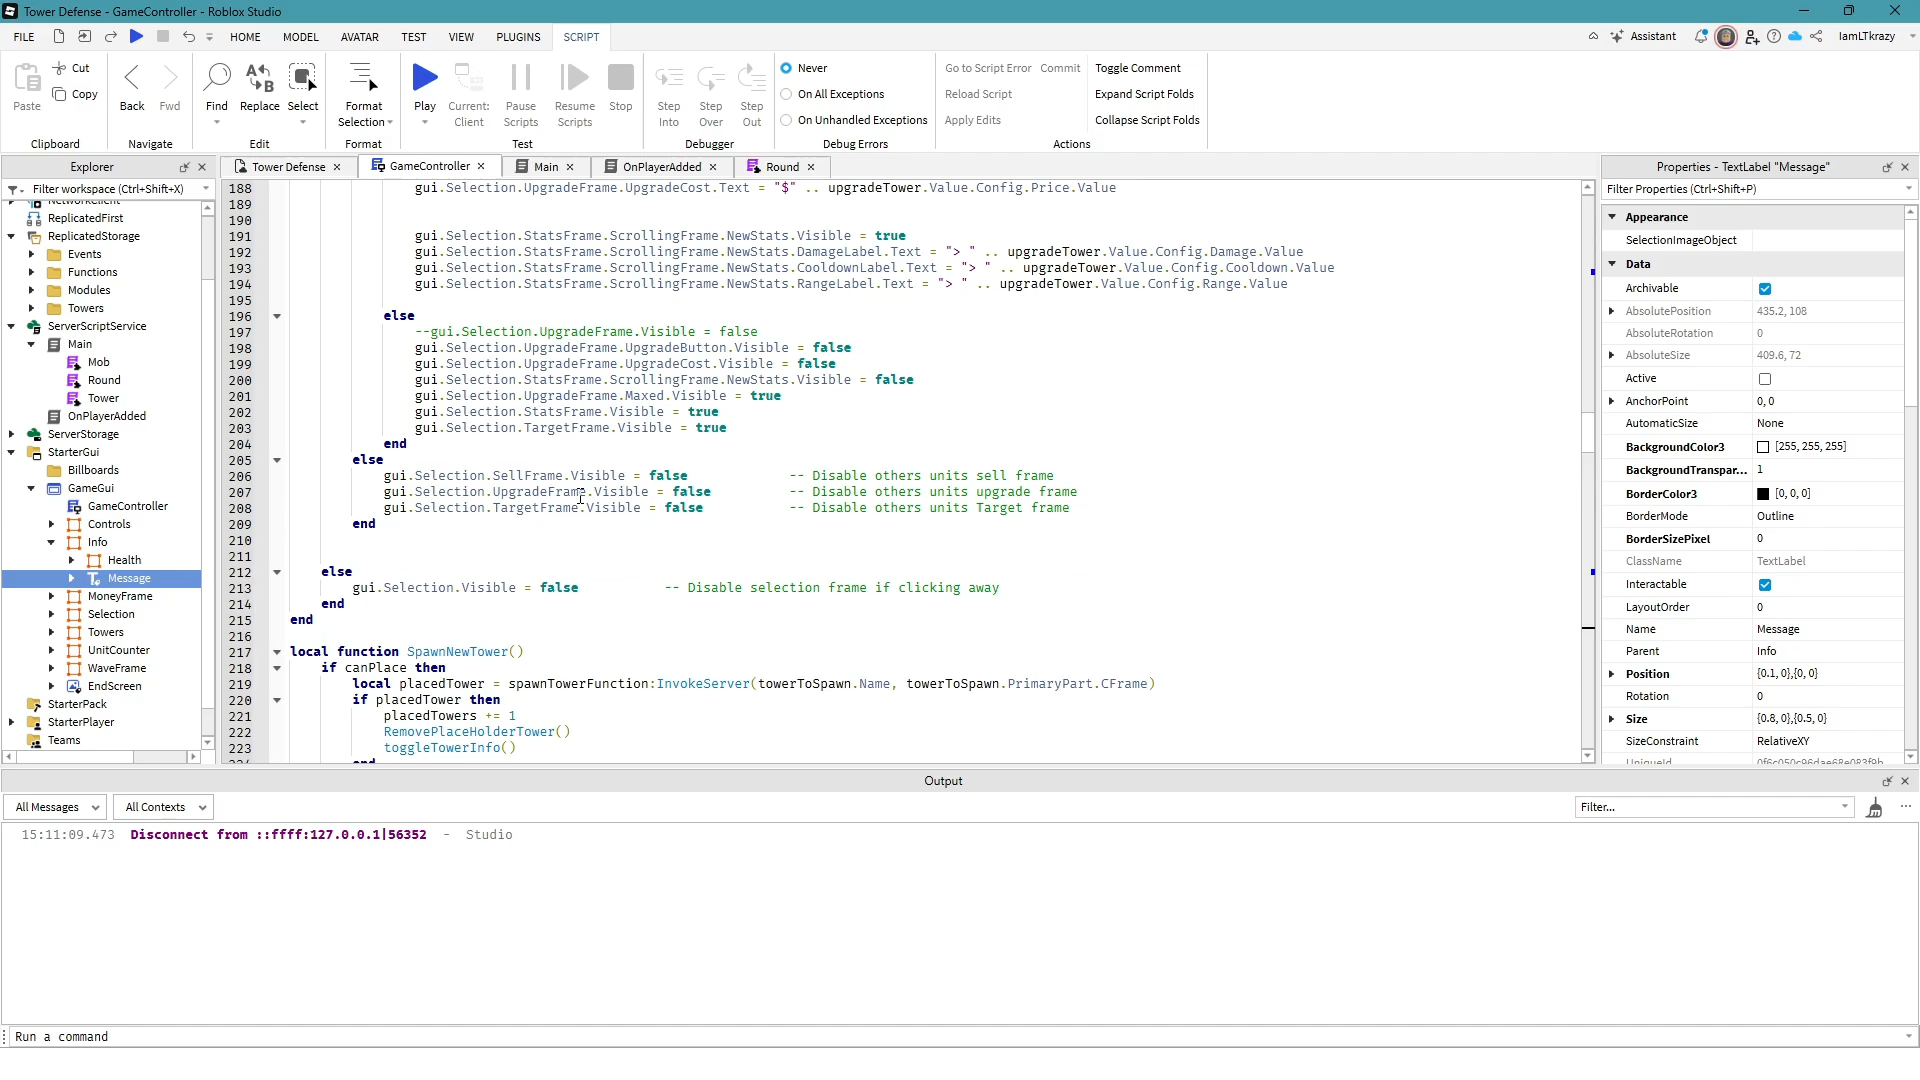 Tower Defense - GameController - Roblox Studio
FILE HOME MODEL AVATAR TEST VIEW PLUGINS SCRIPT Assistant IamLTkrazy
Paste Cut Copy Back Fwd Find Replace Select Format Selection Play Current: Client Pause Scripts Resume Scripts Stop Step Into Step Over Step Out
Never
On All Exceptions
On Unhandled Exceptions
Go to Script Error Commit Toggle Comment
Reload Script Expand Script Folds
Apply Edits Collapse Script Folds
Clipboard Navigate Edit Format Test Debugger Debug Errors Actions
Explorer
Filter workspace (Ctrl+Shift+X)
NetworkClient
ReplicatedFirst
ReplicatedStorage
Events
Functions
Modules
Towers
ServerScriptService
Main
Mob
Round
Tower
OnPlayerAdded
ServerStorage
StarterGui
Billboards
GameGui
GameController
Controls
Info
Health
Message
MoneyFrame
Selection
Towers
UnitCounter
WaveFrame
EndScreen
StarterPack
StarterPlayer
Teams
Tower Defense GameController Main OnPlayerAdded Round
188 gui.Selection.UpgradeFrame.UpgradeCost.Text = "$" .. upgradeTower.Value.Config.Price.Value
189
190
191 gui.Selection.StatsFrame.ScrollingFrame.NewStats.Visible = true
192 gui.Selection.StatsFrame.ScrollingFrame.NewStats.DamageLabel.Text = "> " .. upgradeTower.Value.Config.Damage.Value
193 gui.Selection.StatsFrame.ScrollingFrame.NewStats.CooldownLabel.Text = "> " .. upgradeTower.Value.Config.Cooldown.Value
194 gui.Selection.StatsFrame.ScrollingFrame.NewStats.RangeLabel.Text = "> " .. upgradeTower.Value.Config.Range.Value
195
196 else
197 --gui.Selection.UpgradeFrame.Visible = false
198 gui.Selection.UpgradeFrame.UpgradeButton.Visible = false
199 gui.Selection.UpgradeFrame.UpgradeCost.Visible = false
200 gui.Selection.StatsFrame.ScrollingFrame.NewStats.Visible = false
201 gui.Selection.UpgradeFrame.Maxed.Visible = true
202 gui.Selection.StatsFrame.Visible = true
203 gui.Selection.TargetFrame.Visible = true
204 end
205 else
206 gui.Selection.SellFrame.Visible = false -- Disable others units sell frame
207 gui.Selection.UpgradeFrame.Visible = false -- Disable others units upgrade frame
208 gui.Selection.TargetFrame.Visible = false -- Disable others units Target frame
209 end
210
211
212 else
213 gui.Selection.Visible = false -- Disable selection frame if clicking away
214 end
215 end
216
217 local function SpawnNewTower()
218 if canPlace then
219 local placedTower = spawnTowerFunction:InvokeServer(towerToSpawn.Name, towerToSpawn.PrimaryPart.CFrame)
220 if placedTower then
221 placedTowers += 1
222 RemovePlaceHolderTower()
223 toggleTowerInfo()
224 end
Properties - TextLabel "Message"
Filter Properties (Ctrl+Shift+P)
Appearance
SelectionImageObject
Data
Archivable
AbsolutePosition 435.2, 108
AbsoluteRotation 0
AbsoluteSize 409.6, 72
Active
AnchorPoint 0, 0
AutomaticSize None
BackgroundColor3 [255, 255, 255]
BackgroundTranspar... 1
BorderColor3 [0, 0, 0]
BorderMode Outline
BorderSizePixel 0
ClassName TextLabel
Interactable
LayoutOrder 0
Name Message
Parent Info
Position {0.1, 0},{0, 0}
Rotation 0
Size {0.8, 0},{0.5, 0}
SizeConstraint RelativeXY
UniqueId
Output
All Messages All Contexts Filter...
15:11:09.473 Disconnect from ::ffff:127.0.0.1|56352 - Studio
Run a command